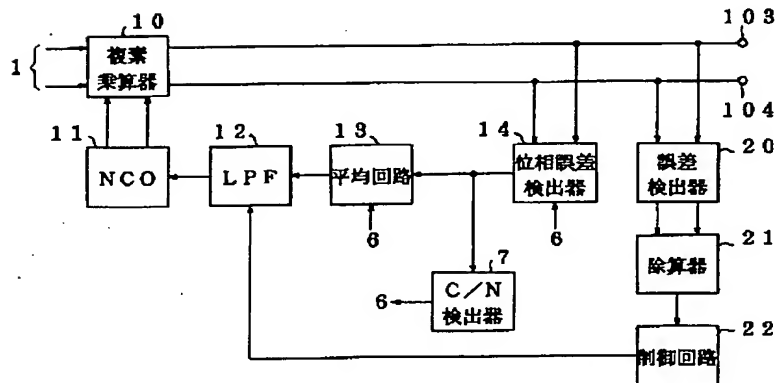 10
103
複素
乗算器
1
104
11
12
13
14
20
NCO
LPF
平均回路
位相誤差
検出器
誤差
検出器
6
6
7
21
C/N
検出器
6
除算器
22
制御回路